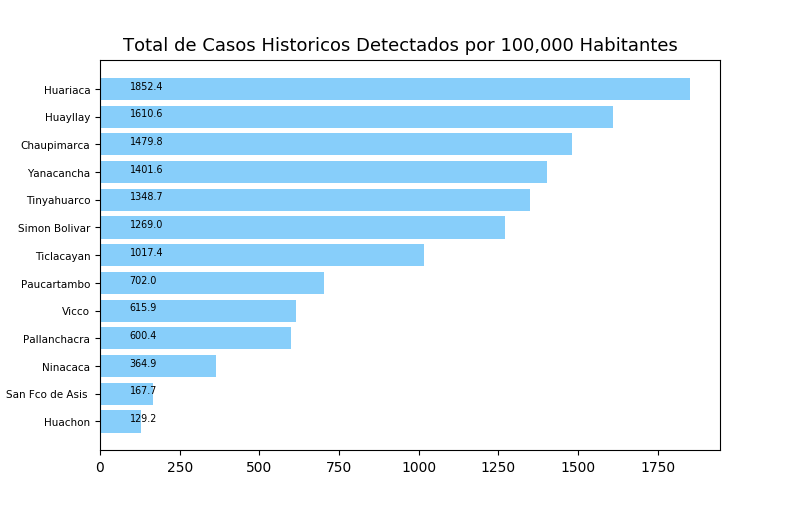 Total de Casos Historicos Detectados por 100,000 Habitantes
Huariaca 1852.4
Huayllay 1610.6
Chaupimarca 1479.8
Yanacancha 1401.6
Tinyahuarco 1348.7
Simon Bolivar 1269.0
Ticlacayan 1017.4
Paucartambo 702.0
Vicco 615.9
Pallanchacra 600.4
Ninacaca 364.9
San Fco de Asis 167.7
Huachon 129.2
0 250 500 750 1000 1250 1500 1750